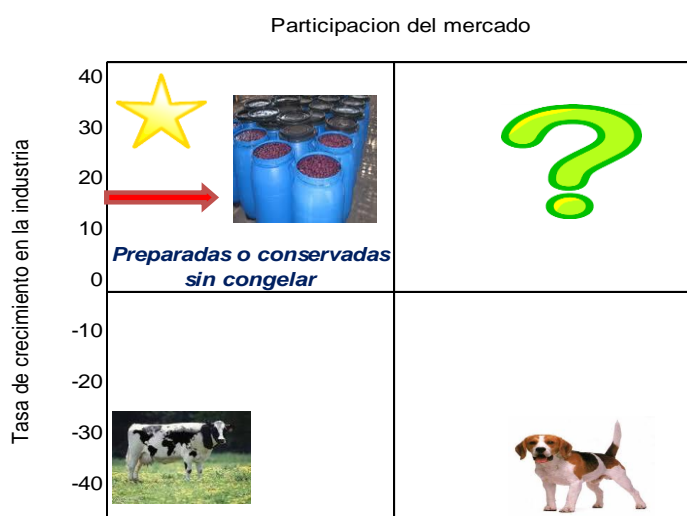 Participacion del mercado
Tasa de crecimiento en la industria
40
30
20
10
0
-10
-20
-30
-40
Preparadas o conservadas
sin congelar